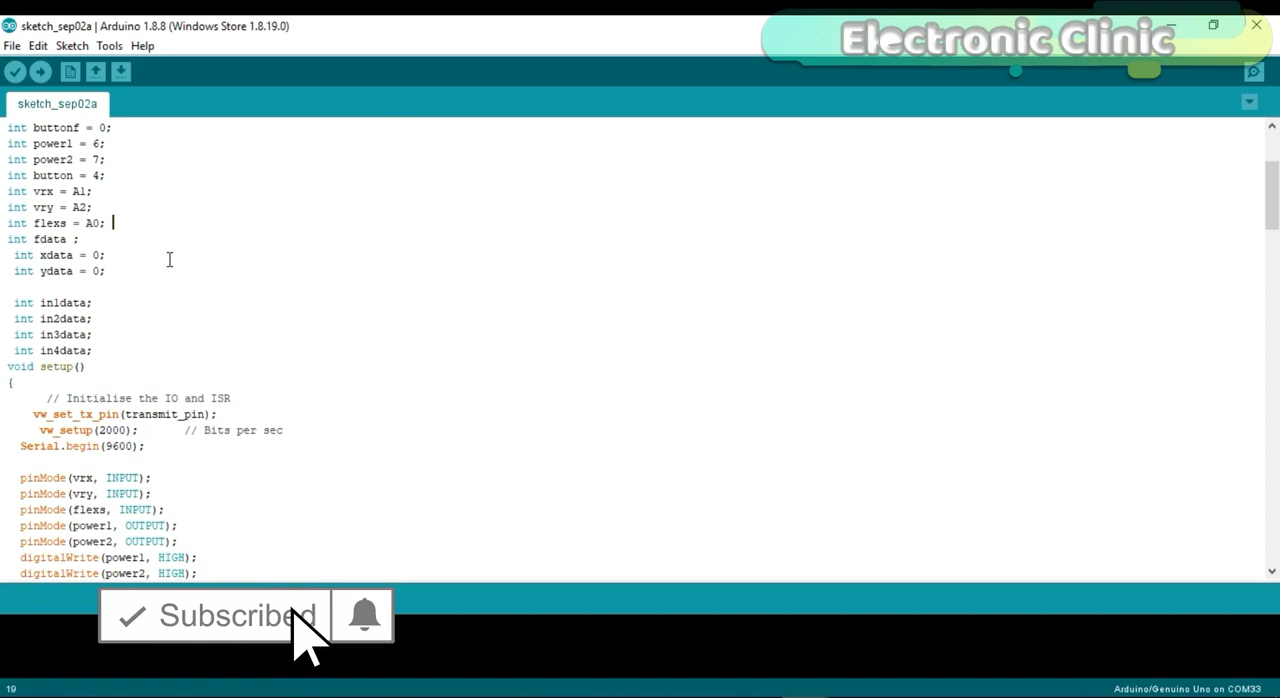 sketch_sep02a | Arduino 1.8.8 (Windows Store 1.8.19.0)
Electronic Clinic
File Edit Sketch Tools Help
sketch_sep02a
int buttonf = 0;
int power1 = 6;
int power2 = 7;
int button = 4;
int vrx = A1;
int vry = A2;
int flexs = A0;
int fdata ;
int xdata = 0;
int ydata = 0;
int in1data;
int in2data;
int in3data;
int in4data;
void setup()
{
// Initialise the IO and ISR
vw_set_tx_pin(transmit_pin);
vw_setup(2000); // Bits per sec
Serial.begin(9600);
pinMode(vrx, INPUT);
pinMode(vry, INPUT);
pinMode(flexs, INPUT);
pinMode(power1, OUTPUT);
pinMode(power2, OUTPUT);
digitalWrite(power1, HIGH);
digitalWrite(power2, HIGH);
Subscribed
19
Arduino/Genuino Uno on COM33